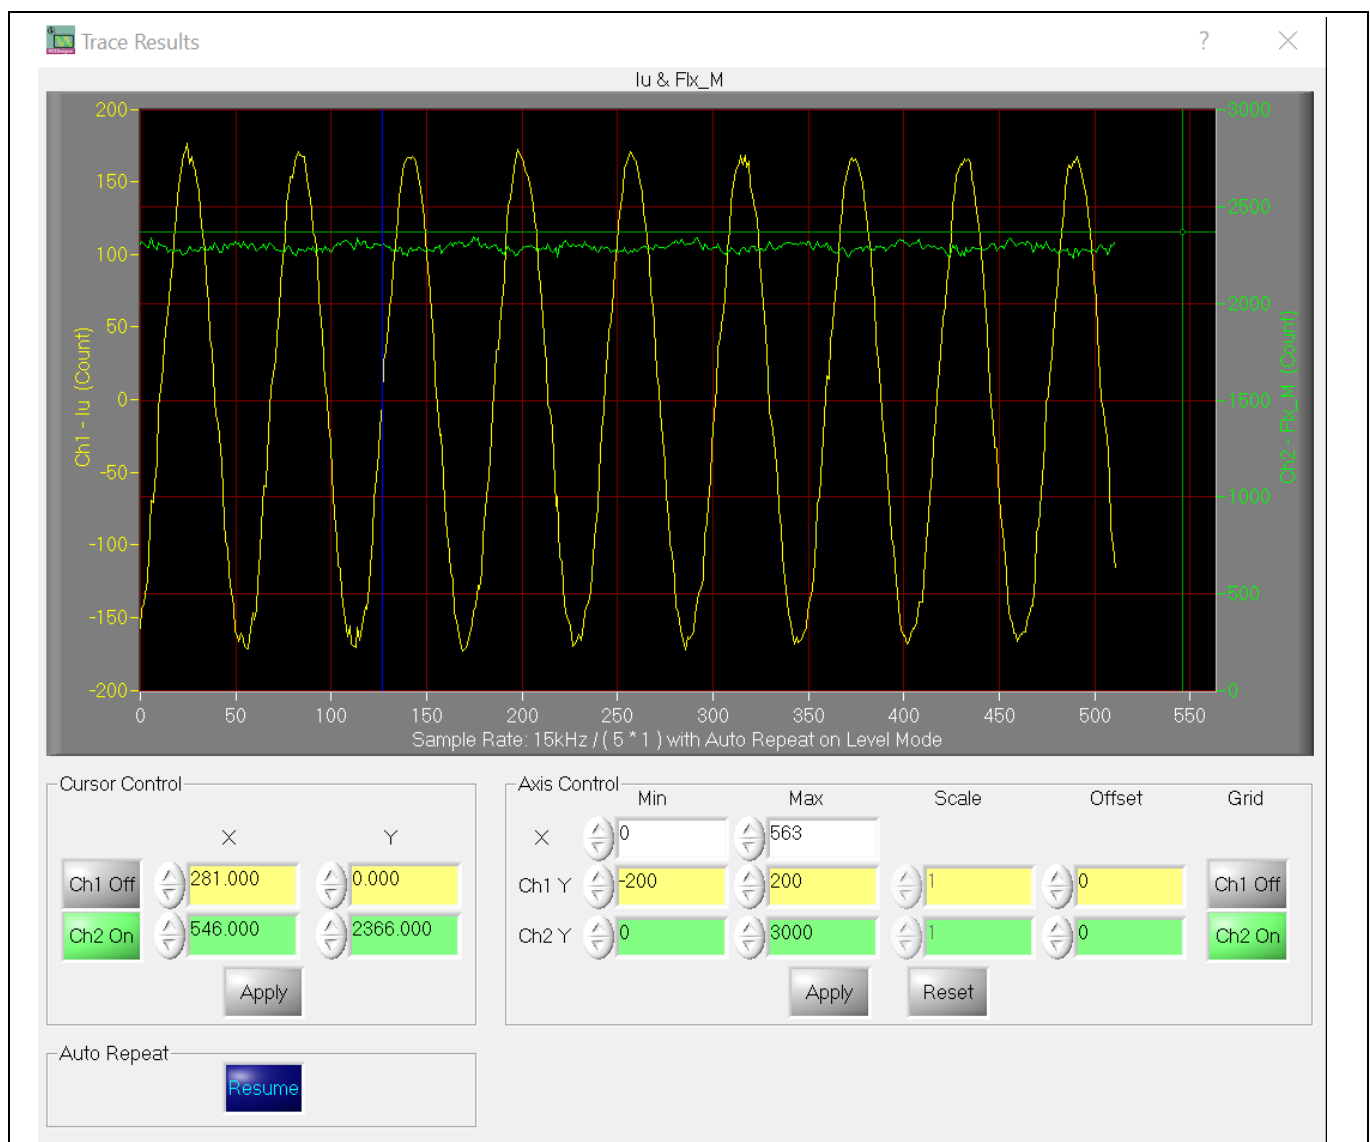 Trace Results ?
Iu & Flx_M
200 3000
150
2500
100
2000
50
0 1500
-50
1000
-100
500
-150
-200 0
Ch1 - Iu (Count)
Ch2 - Flx_M (Count)
0 50 100 150 200 250 300 350 400 450 500 550
Sample Rate: 15kHz / ( 5 * 1 ) with Auto Repeat on Level Mode
Cursor Control
X Y
Ch1 Off 281.000 0.000
Ch2 On 546.000 2366.000
Apply
Axis Control
Min Max Scale Offset Grid
X 0 563
Ch1 Y -200 200 1 0 Ch1 Off
Ch2 Y 0 3000 1 0 Ch2 On
Apply Reset
Auto Repeat
Resume